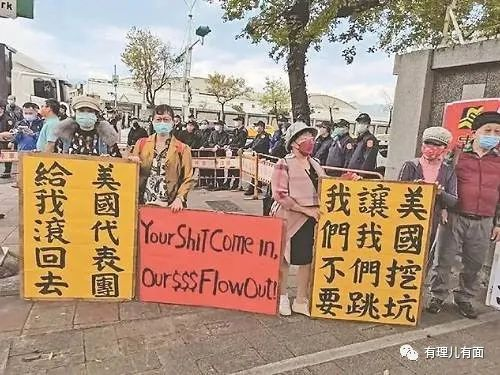 美國代表團
給我滾回去
Your ShiT Come in,
Our $$$ Flow Out!
美國挖坑
讓我們跳
我們不要
有理儿有面